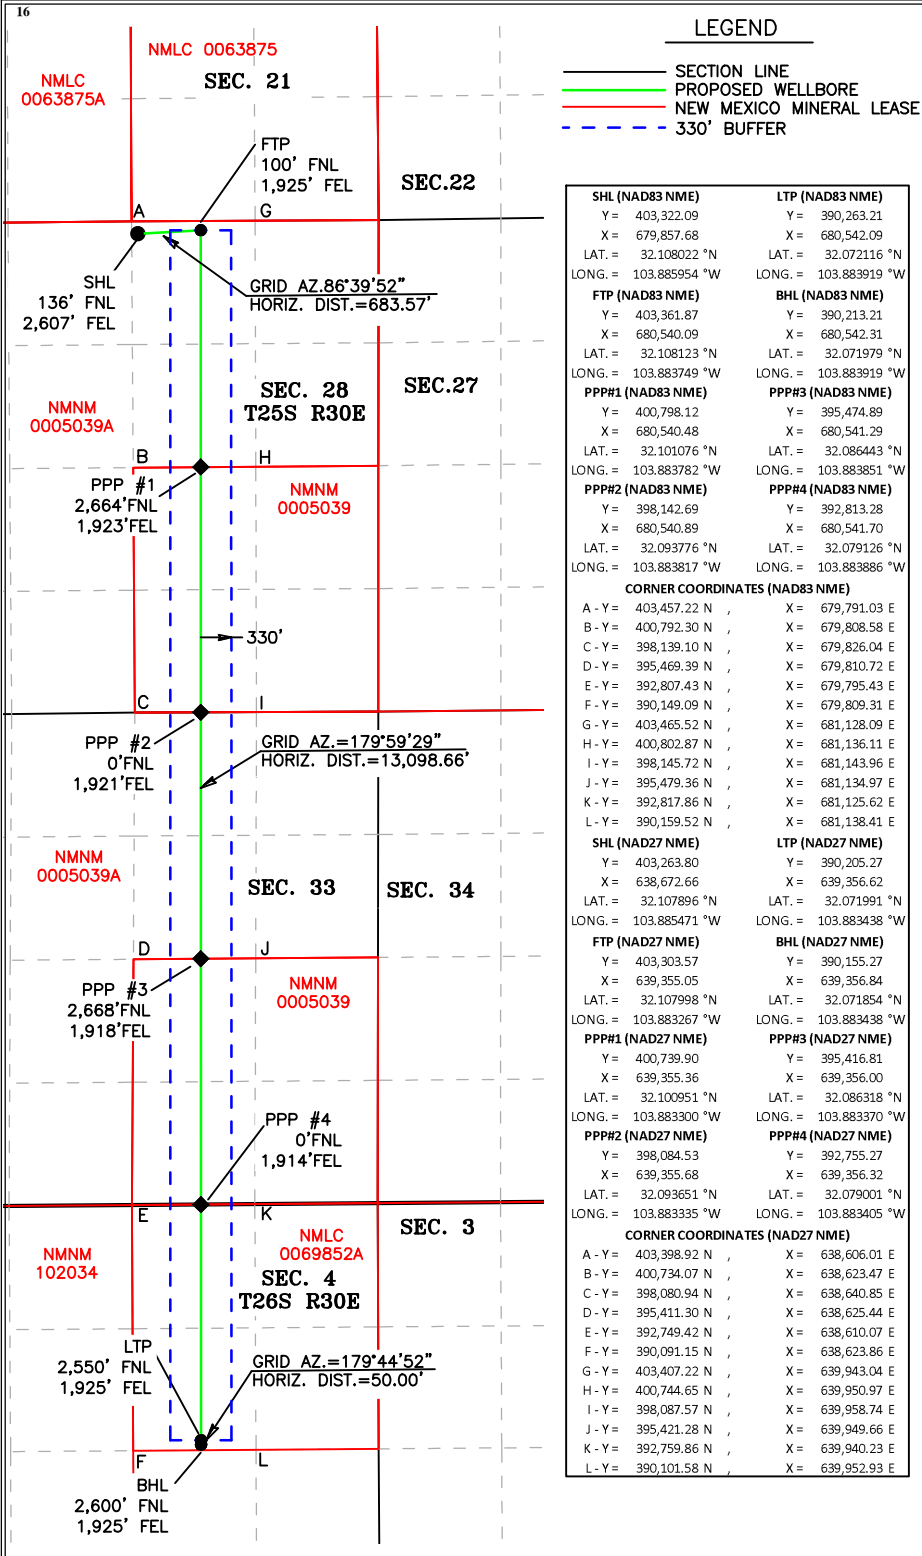 16
NMLC 0063875
NMLC
0063875A
SEC. 21
FTP
100' FNL
1,925' FEL
SEC.22
A
G
SHL
136' FNL
2,607' FEL
GRID AZ.86°39'52"
HORIZ. DIST.=683.57'
SEC. 28
T25S R30E
SEC.27
NMNM
0005039A
B
H
PPP #1
2,664'FNL
1,923'FEL
NMNM
0005039
330'
C
I
PPP #2
0'FNL
1,921'FEL
GRID AZ.=179°59'29"
HORIZ. DIST.=13,098.66'
NMNM
0005039A
SEC. 33
SEC. 34
D
J
PPP #3
2,668'FNL
1,918'FEL
NMNM
0005039
PPP #4
0'FNL
1,914'FEL
E
K
SEC. 3
NMNM
102034
NMLC
0069852A
SEC. 4
T26S R30E
LTP
2,550' FNL
1,925' FEL
GRID AZ.=179°44'52"
HORIZ. DIST.=50.00'
F
L
BHL
2,600' FNL
1,925' FEL
LEGEND
SECTION LINE
PROPOSED WELLBORE
NEW MEXICO MINERAL LEASE
330' BUFFER
SHL (NAD83 NME) LTP (NAD83 NME)
Y = 403,322.09 Y = 390,263.21
X = 679,857.68 X = 680,542.09
LAT. = 32.108022 °N LAT. = 32.072116 °N
LONG. = 103.885954 °W LONG. = 103.883919 °W
FTP (NAD83 NME) BHL (NAD83 NME)
Y = 403,361.87 Y = 390,213.21
X = 680,540.09 X = 680,542.31
LAT. = 32.108123 °N LAT. = 32.071979 °N
LONG. = 103.883749 °W LONG. = 103.883919 °W
PPP#1 (NAD83 NME) PPP#3 (NAD83 NME)
Y = 400,798.12 Y = 395,474.89
X = 680,540.48 X = 680,541.29
LAT. = 32.101076 °N LAT. = 32.086443 °N
LONG. = 103.883782 °W LONG. = 103.883851 °W
PPP#2 (NAD83 NME) PPP#4 (NAD83 NME)
Y = 398,142.69 Y = 392,813.28
X = 680,540.89 X = 680,541.70
LAT. = 32.093776 °N LAT. = 32.079126 °N
LONG. = 103.883817 °W LONG. = 103.883886 °W
CORNER COORDINATES (NAD83 NME)
A - Y = 403,457.22 N , X = 679,791.03 E
B - Y = 400,792.30 N , X = 679,808.58 E
C - Y = 398,139.10 N , X = 679,826.04 E
D - Y = 395,469.39 N , X = 679,810.72 E
E - Y = 392,807.43 N , X = 679,795.43 E
F - Y = 390,149.09 N , X = 679,809.31 E
G - Y = 403,465.52 N , X = 681,128.09 E
H - Y = 400,802.87 N , X = 681,136.11 E
I - Y = 398,145.72 N , X = 681,143.96 E
J - Y = 395,479.36 N , X = 681,134.97 E
K - Y = 392,817.86 N , X = 681,125.62 E
L - Y = 390,159.52 N , X = 681,138.41 E
SHL (NAD27 NME) LTP (NAD27 NME)
Y = 403,263.80 Y = 390,205.27
X = 638,672.66 X = 639,356.62
LAT. = 32.107896 °N LAT. = 32.071991 °N
LONG. = 103.885471 °W LONG. = 103.883438 °W
FTP (NAD27 NME) BHL (NAD27 NME)
Y = 403,303.57 Y = 390,155.27
X = 639,355.05 X = 639,356.84
LAT. = 32.107998 °N LAT. = 32.071854 °N
LONG. = 103.883267 °W LONG. = 103.883438 °W
PPP#1 (NAD27 NME) PPP#3 (NAD27 NME)
Y = 400,739.90 Y = 395,416.81
X = 639,355.36 X = 639,356.00
LAT. = 32.100951 °N LAT. = 32.086318 °N
LONG. = 103.883300 °W LONG. = 103.883370 °W
PPP#2 (NAD27 NME) PPP#4 (NAD27 NME)
Y = 398,084.53 Y = 392,755.27
X = 639,355.68 X = 639,356.32
LAT. = 32.093651 °N LAT. = 32.079001 °N
LONG. = 103.883335 °W LONG. = 103.883405 °W
CORNER COORDINATES (NAD27 NME)
A - Y = 403,398.92 N , X = 638,606.01 E
B - Y = 400,734.07 N , X = 638,623.47 E
C - Y = 398,080.94 N , X = 638,640.85 E
D - Y = 395,411.30 N , X = 638,625.44 E
E - Y = 392,749.42 N , X = 638,610.07 E
F - Y = 390,091.15 N , X = 638,623.86 E
G - Y = 403,407.22 N , X = 639,943.04 E
H - Y = 400,744.65 N , X = 639,950.97 E
I - Y = 398,087.57 N , X = 639,958.74 E
J - Y = 395,421.28 N , X = 639,949.66 E
K - Y = 392,759.86 N , X = 639,940.23 E
L - Y = 390,101.58 N , X = 639,952.93 E